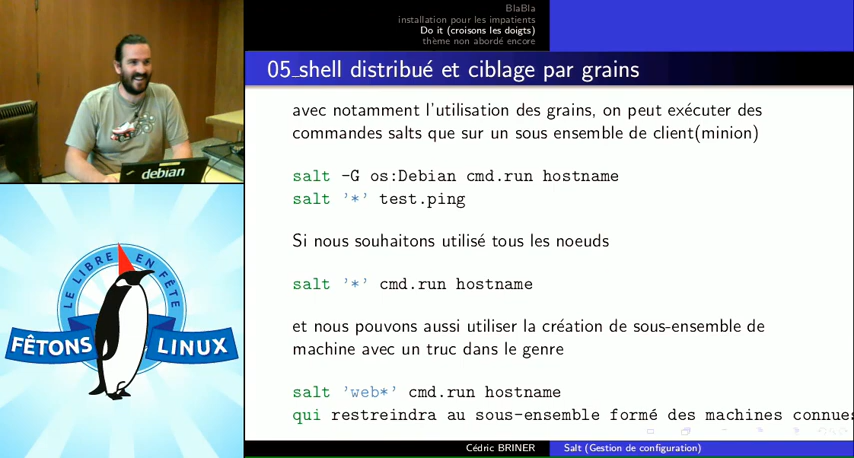 BlaBla
installation pour les impatients
Do it (croisons les doigts)
thème non abordé encore
05_shell distribué et ciblage par grains
avec notamment l'utilisation des grains, on peut exécuter des
commandes salts que sur un sous ensemble de client(minion)
salt -G os:Debian cmd.run hostname
salt '*' test.ping
Si nous souhaitons utilisé tous les noeuds
salt '*' cmd.run hostname
et nous pouvons aussi utiliser la création de sous-ensemble de
machine avec un truc dans le genre
salt 'web*' cmd.run hostname
qui restreindra au sous-ensemble formé des machines connues
Cédric BRINER
Salt (Gestion de configuration)
debian
LE LIBRE EN FÊTE
FÊTONS LINUX